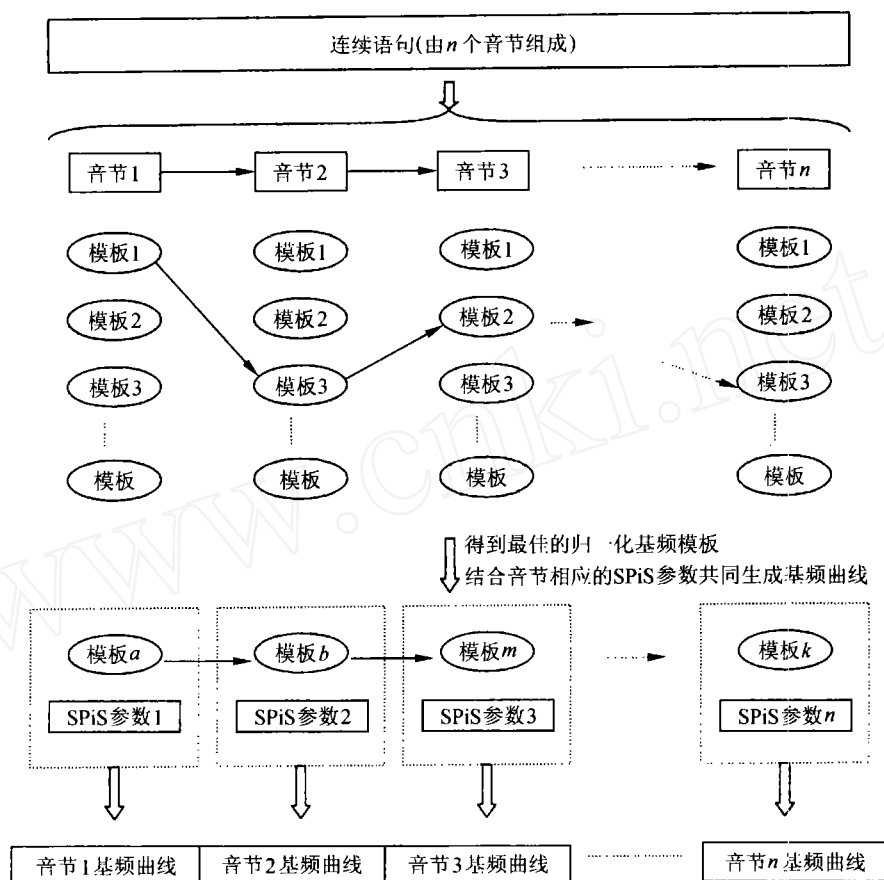 连续语句(由n个音节组成)
音节1 音节2 音节3 音节n
模板1 模板1 模板1 模板1
模板2 模板2 模板2 模板2
模板3 模板3 模板3 模板3
模板 模板 模板 模板
得到最佳的归一化基频模板
结合音节相应的SPiS参数共同生成基频曲线
模板a 模板b 模板m 模板k
SPiS参数1 SPiS参数2 SPiS参数3 SPiS参数n
音节1基频曲线 音节2基频曲线 音节3基频曲线 音节n基频曲线
www.cnki.net